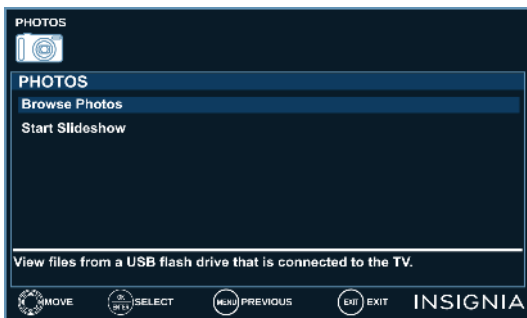 PHOTOS
PHOTOS
Browse Photos
Start Slideshow
View files from a USB flash drive that is connected to the TV.
MOVE OK ENTER SELECT MENU PREVIOUS EXIT EXIT INSIGNIA